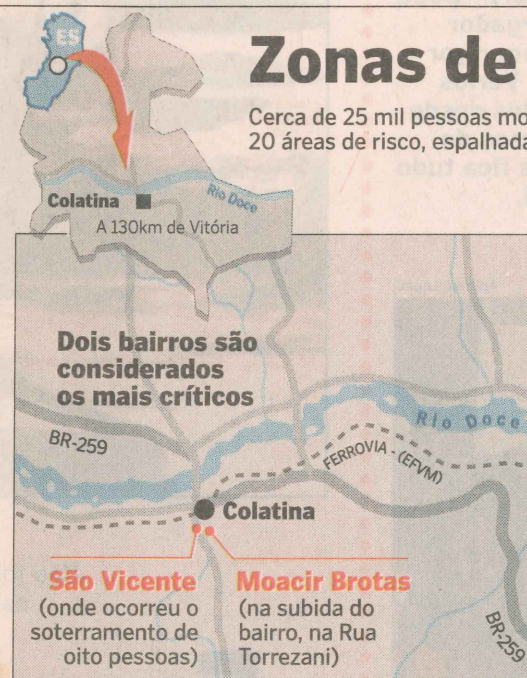 ES
Zonas de
Cerca de 25 mil pessoas mo
20 áreas de risco, espalhada
Colatina
Rio Doce
A 130km de Vitória
Dois bairros são
considerados
os mais críticos
BR-259
Rio Doce
FERROVIA - (EFVM)
Colatina
São Vicente
(onde ocorreu o
soterramento de
oito pessoas)
Moacir Brotas
(na subida do
bairro, na Rua
Torrezani)
BR-259